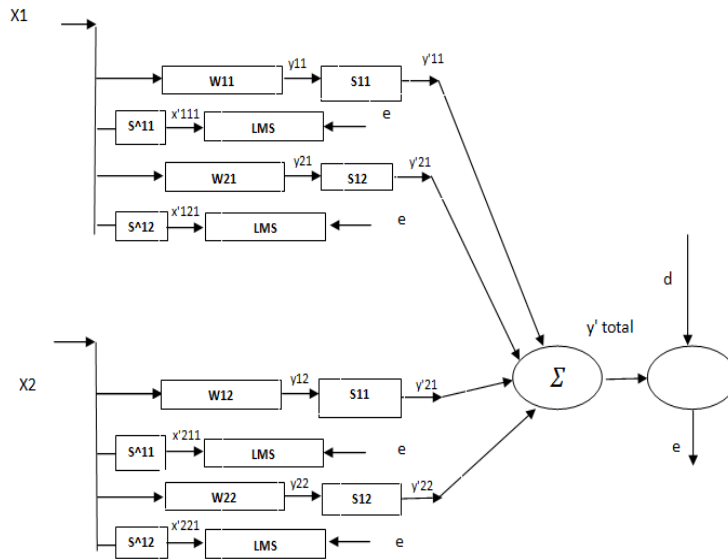 X1
y11
y'11
W11
S11
x'111
e
S^11
LMS
y21
y'21
W21
S12
x'121
e
S^12
LMS
d
y' total
X2
y12
y'21
Σ
W12
S11
x'211
e
e
S^11
LMS
y22
y'22
W22
S12
x'221
e
S^12
LMS